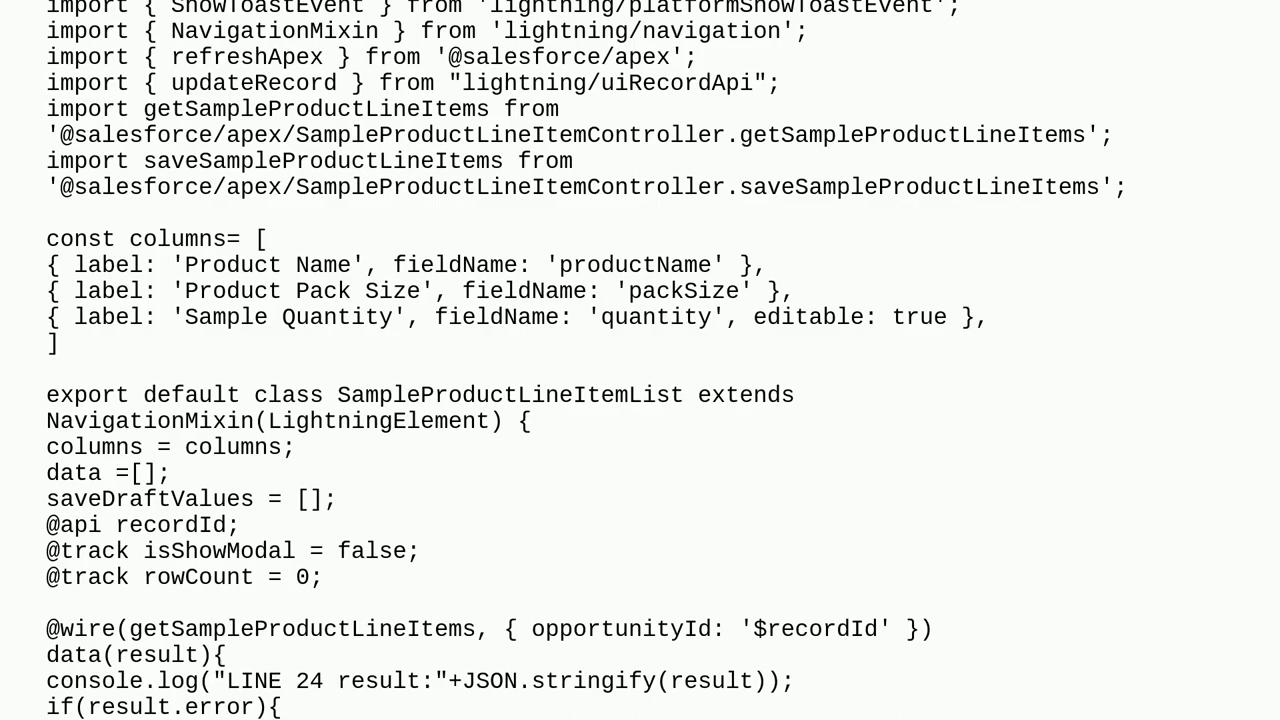 import { ShowToastEvent } from 'lightning/platformShowToastEvent';
import { NavigationMixin } from 'lightning/navigation';
import { refreshApex } from '@salesforce/apex';
import { updateRecord } from "lightning/uiRecordApi";
import getSampleProductLineItems from
'@salesforce/apex/SampleProductLineItemController.getSampleProductLineItems';
import saveSampleProductLineItems from
'@salesforce/apex/SampleProductLineItemController.saveSampleProductLineItems';
const columns= [
{ label: 'Product Name', fieldName: 'productName' },
{ label: 'Product Pack Size', fieldName: 'packSize' },
{ label: 'Sample Quantity', fieldName: 'quantity', editable: true },
]
export default class SampleProductLineItemList extends
NavigationMixin(LightningElement) {
columns = columns;
data =[];
saveDraftValues = [];
@api recordId;
@track isShowModal = false;
@track rowCount = 0;
@wire(getSampleProductLineItems, { opportunityId: '$recordId' })
data(result){
console.log("LINE 24 result:"+JSON.stringify(result));
if(result.error){